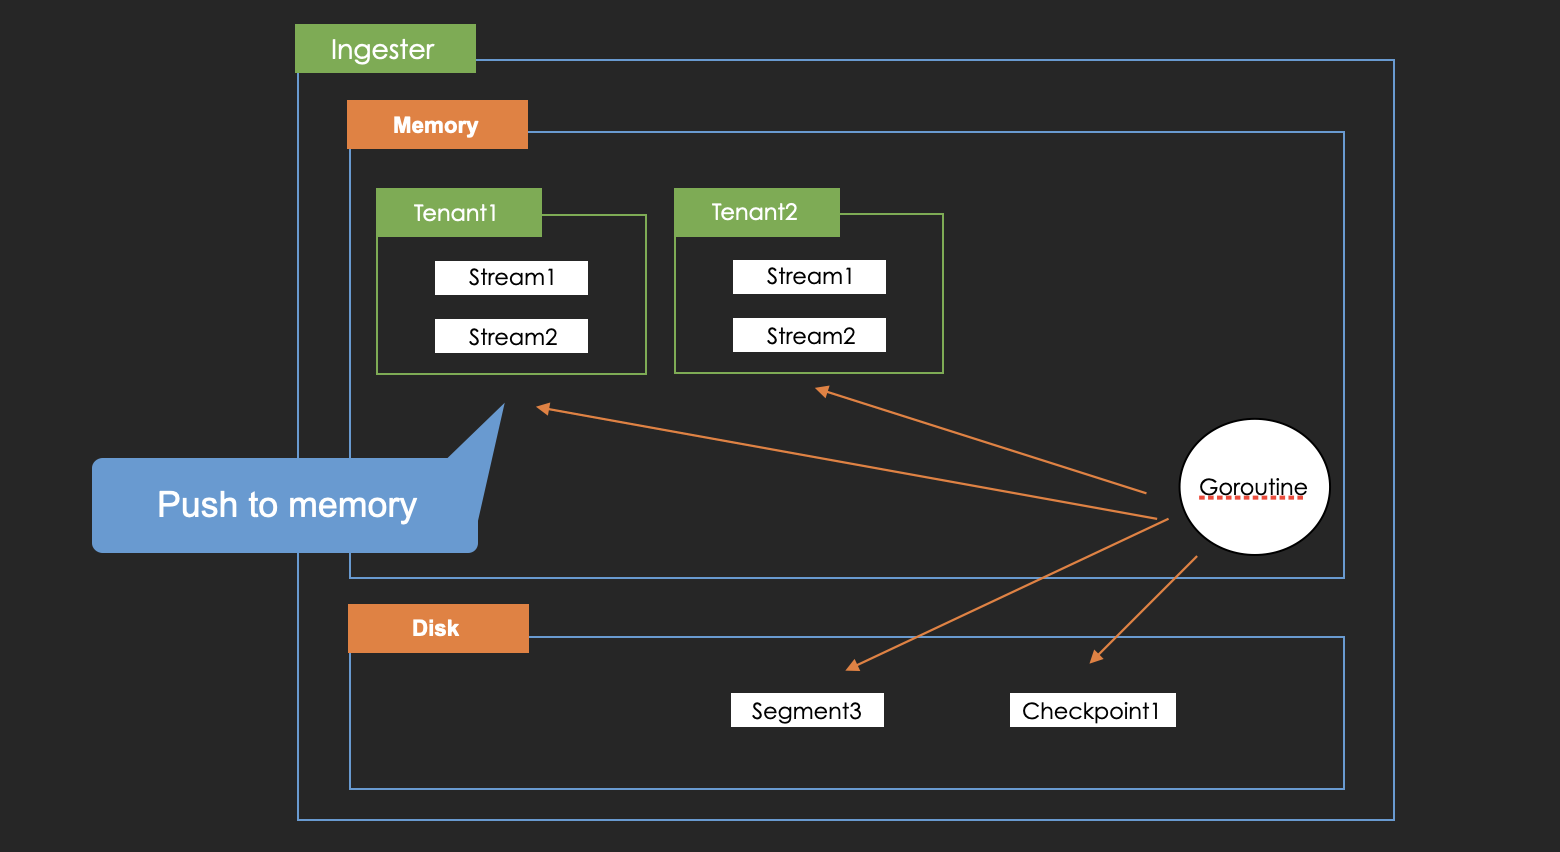 Ingester
Memory
Tenant1
Tenant2
Stream1
Stream1
Stream2
Stream2
Push to memory
Goroutine
Disk
Segment3
Checkpoint1